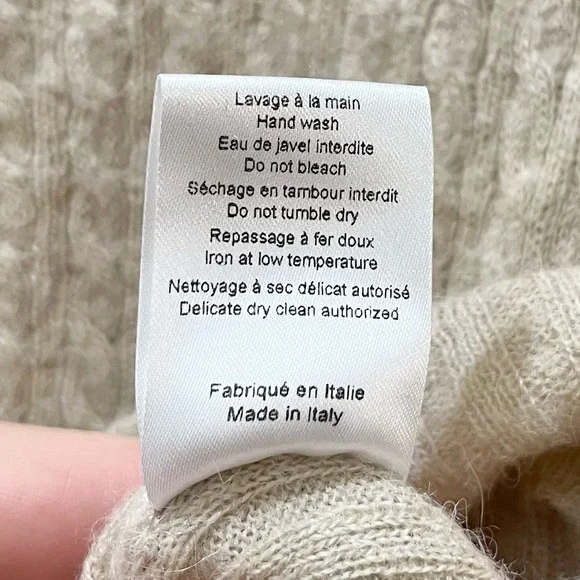 Lavage à la main
Hand wash
Eau de javel interdite
Do not bleach
Séchage en tambour interdit
Do not tumble dry
Repassage à fer doux
Iron at low temperature
Nettoyage à sec délicat autorisé
Delicate dry clean authorized
Fabriqué en Italie
Made in Italy